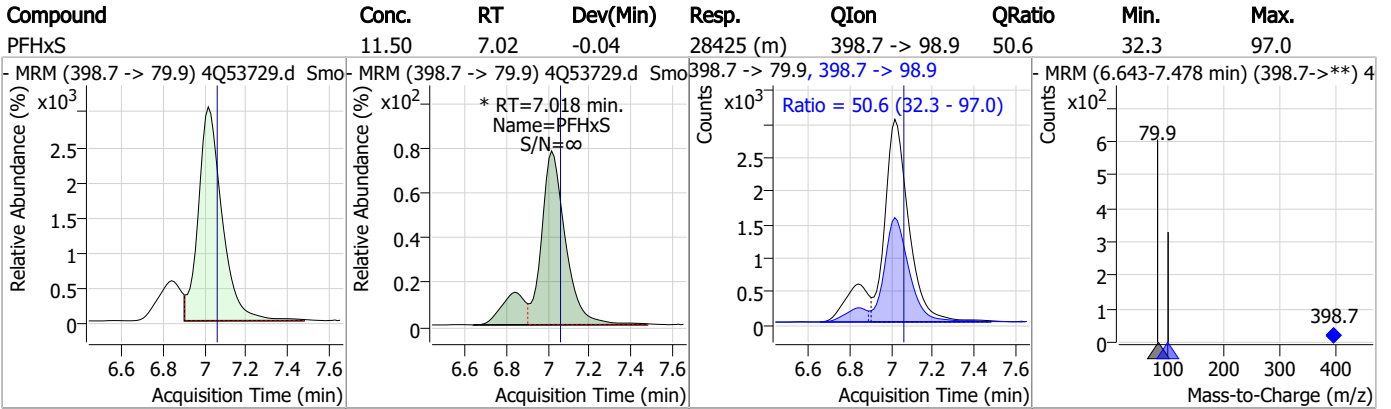 Compound Conc. RT Dev(Min) Resp. QIon QRatio Min. Max.
PFHxS 11.50 7.02 -0.04 28425 (m) 398.7 -> 98.9 50.6 32.3 97.0
- MRM (398.7 -> 79.9) 4Q53729.d Smo
x10³
Relative Abundance (%)
2.5
2
1.5
1
0.5
0
6.6 6.8 7 7.2 7.4 7.6
Acquisition Time (min)
- MRM (398.7 -> 79.9) 4Q53729.d Smo
x10²
* RT=7.018 min.
Name=PFHxS
S/N=∞
Relative Abundance (%)
0.8
0.6
0.4
0.2
0
6.6 6.8 7 7.2 7.4 7.6
Acquisition Time (min)
398.7 -> 79.9, 398.7 -> 98.9
x10³
Ratio = 50.6 (32.3 - 97.0)
Counts
2.5
2
1.5
1
0.5
0
6.6 6.8 7 7.2 7.4 7.6
Acquisition Time (min)
- MRM (6.643-7.478 min) (398.7->**) 4
x10²
Counts
79.9
6
5
4
3
2
1
0
398.7
100 200 300 400
Mass-to-Charge (m/z)